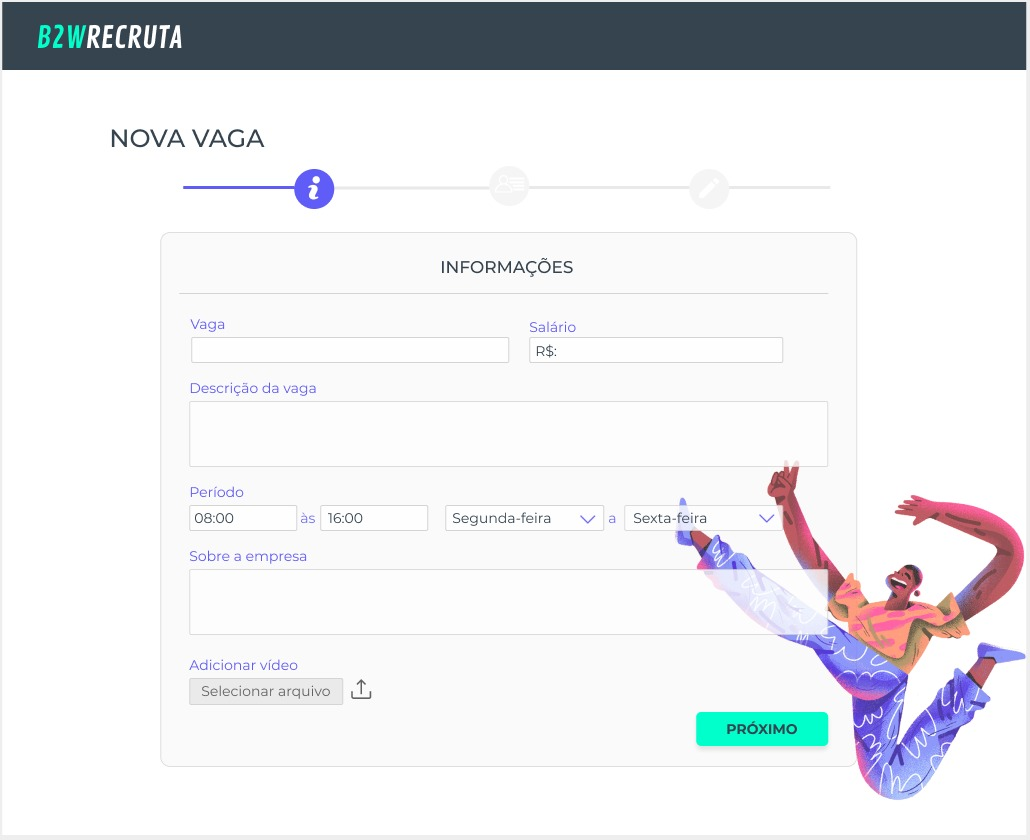 B2WRECRUTA
NOVA VAGA
INFORMAÇÕES
Vaga
Salário
R$:
Descrição da vaga
Período
08:00 às 16:00 Segunda-feira a Sexta-feira
Sobre a empresa
Adicionar vídeo
Selecionar arquivo
PRÓXIMO